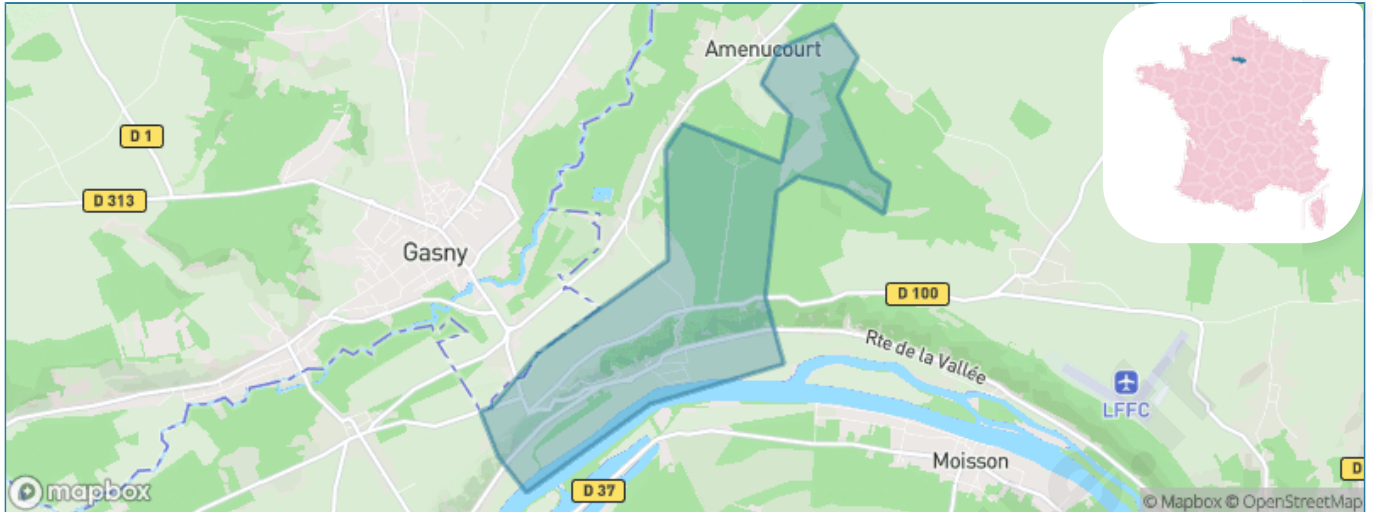 Amenucourt
D 1
D 313
Gasny
D 100
Rte de la Vallée
LFFC
Moisson
D 37
D
mapbox
© Mapbox © OpenStreetMap